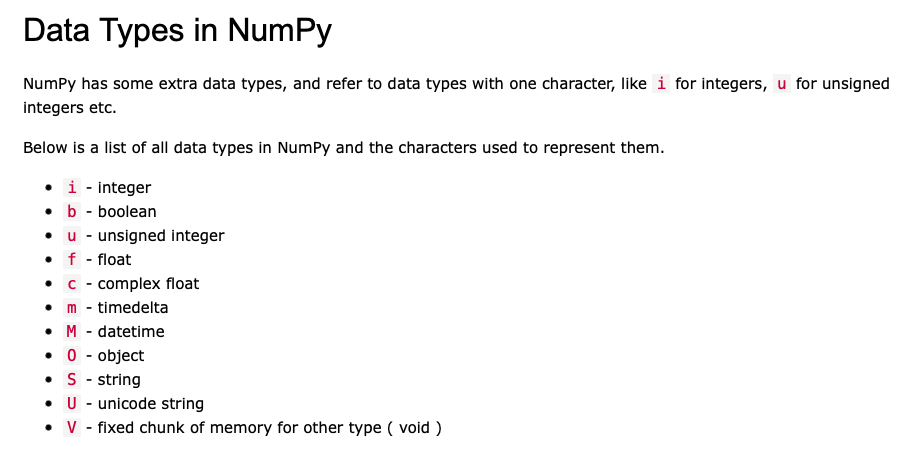 Data Types in NumPy
NumPy has some extra data types, and refer to data types with one character, like i for integers, u for unsigned
integers etc.
Below is a list of all data types in NumPy and the characters used to represent them.
• i - integer
• b - boolean
• u - unsigned integer
• f - float
• c - complex float
• m - timedelta
• M - datetime
• O - object
• S - string
• U - unicode string
• V - fixed chunk of memory for other type ( void )